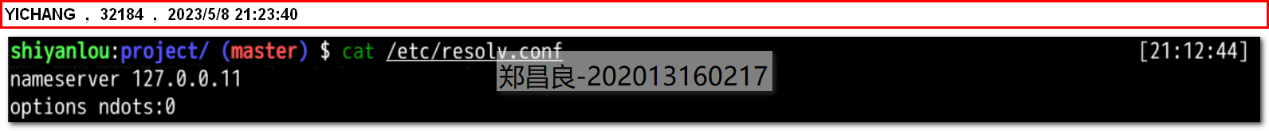 YICHANG , 32184 , 2023/5/8 21:23:40
shiyanlou:project/ (master) $ cat /etc/resolv.conf [21:12:44]
郑昌良-202013160217
nameserver 127.0.0.11
options ndots:0